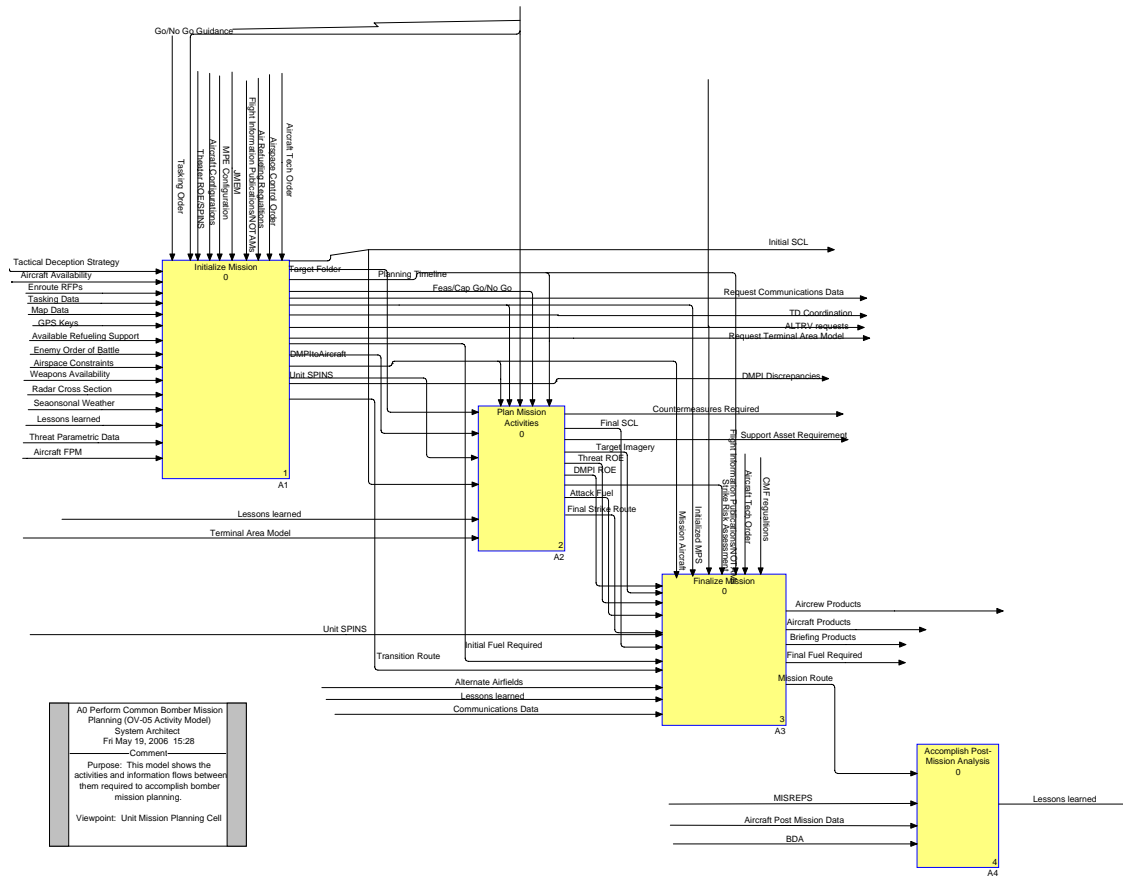 Go/No Go Guidance
Tasking Order
Theater ROE/SPINS
Aircraft Configurations
MPE Configuration
JMEM
Flight Information Publications/NOTAMs
Air Refueling Regualtions
Airspace Control Order
Aircraft Tech Order
Tactical Deception Strategy
Aircraft Availability
Enroute RFPs
Tasking Data
Map Data
GPS Keys
Available Refueling Support
Enemy Order of Battle
Airspace Constraints
Weapons Availability
Radar Cross Section
Seaonsonal Weather
Lessons learned
Threat Parametric Data
Aircraft FPM
Initialize Mission
0
1
A1
Initial SCL
Target Folder
Planning Timeline
Feas/Cap Go/No Go
Request Communications Data
TD Coordination
ALTRV requests
Request Terminal Area Model
DMPItoAircraft
Unit SPINS
DMPI Discrepancies
Lessons learned
Terminal Area Model
Plan Mission
Activities
0
2
A2
Countermeasures Required
Final SCL
Support Asset Requirement
Target Imagery
Threat ROE
DMPI ROE
Attack Fuel
Final Strike Route
Mission Aircraft
Initialized MPS
Strike Risk Assessment
Flight Information Publications/NOTAMs
Aircraft Tech Order
CMF regualtions
Unit SPINS
Initial Fuel Required
Transition Route
Alternate Airfields
Lessons learned
Communications Data
Finalize Mission
0
3
A3
Aircrew Products
Aircraft Products
Briefing Products
Final Fuel Required
Mission Route
MISREPS
Aircraft Post Mission Data
BDA
Accomplish Post-
Mission Analysis
0
4
A4
Lessons learned
A0 Perform Common Bomber Mission
Planning (OV-05 Activity Model)
System Architect
Fri May 19, 2006 15:28
Comment
Purpose: This model shows the
activities and information flows between
them required to accomplish bomber
mission planning.
Viewpoint: Unit Mission Planning Cell